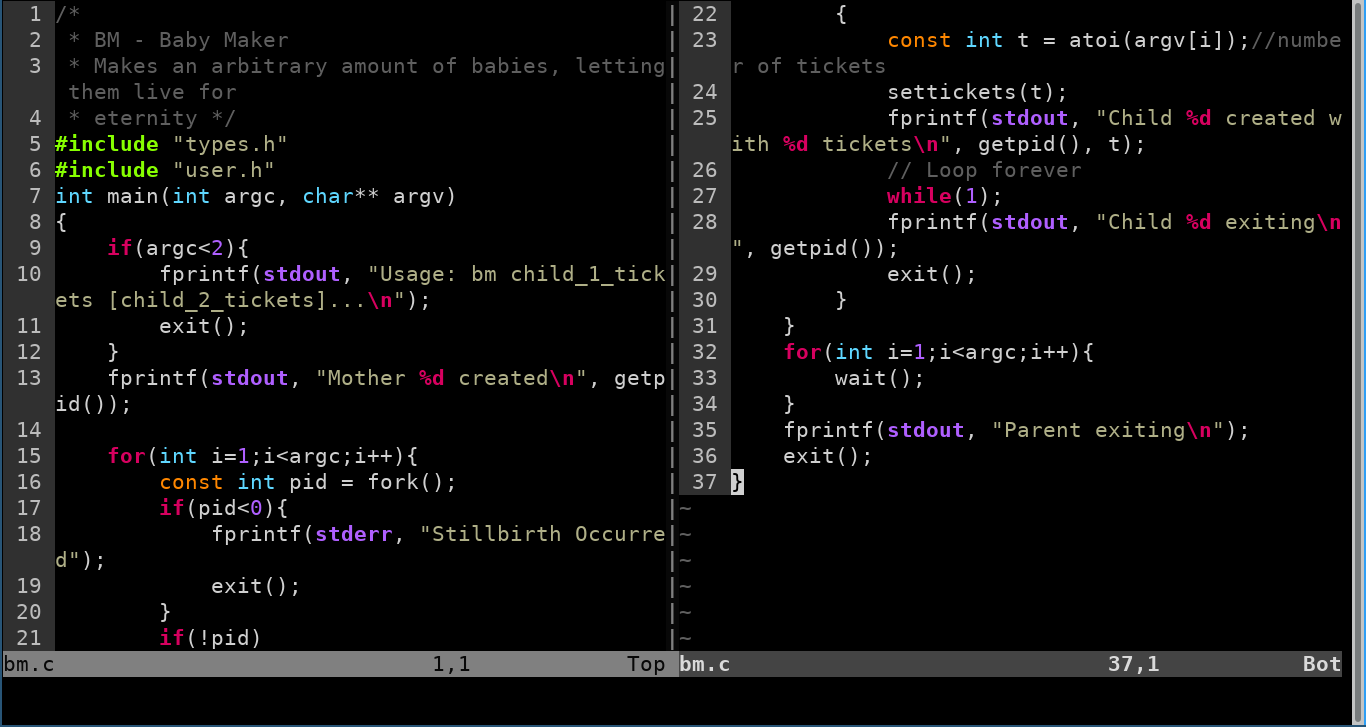 1 /*
2  * BM - Baby Maker
3  * Makes an arbitrary amount of babies, letting
 them live for
4  * eternity */
5 #include "types.h"
6 #include "user.h"
7 int main(int argc, char** argv)
8 {
9     if(argc<2){
10         fprintf(stdout, "Usage: bm child_1_tick
ets [child_2_tickets]...\n");
11         exit();
12     }
13     fprintf(stdout, "Mother %d created\n", getp
id());
14
15     for(int i=1;i<argc;i++){
16         const int pid = fork();
17         if(pid<0){
18             fprintf(stderr, "Stillbirth Occurre
d");
19             exit();
20         }
21         if(!pid)
bm.c 1,1 Top
22         {
23             const int t = atoi(argv[i]);//numbe
r of tickets
24             settickets(t);
25             fprintf(stdout, "Child %d created w
ith %d tickets\n", getpid(), t);
26             // Loop forever
27             while(1);
28             fprintf(stdout, "Child %d exiting\n
", getpid());
29             exit();
30         }
31     }
32     for(int i=1;i<argc;i++){
33         wait();
34     }
35     fprintf(stdout, "Parent exiting\n");
36     exit();
37 }
~
~
~
~
~
~
bm.c 37,1 Bot